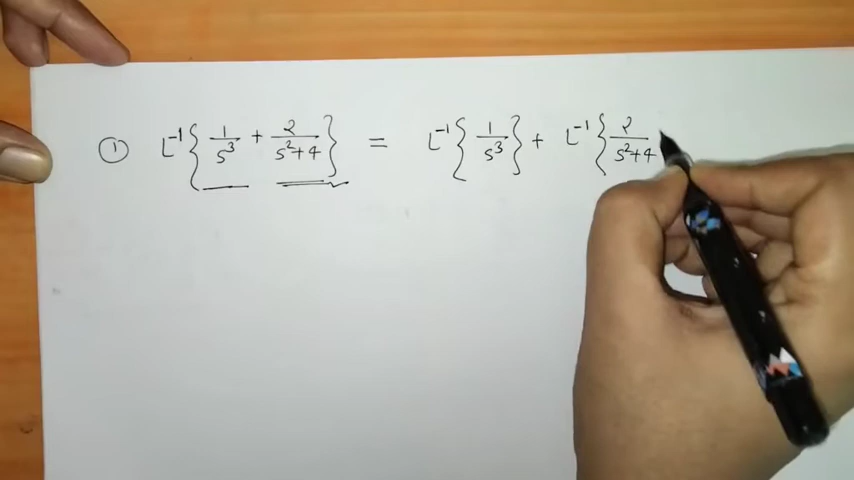 ① L⁻¹{ 1/s³ + 2/(s²+4) } = L⁻¹{ 1/s³ } + L⁻¹{ 2/(s²+4)